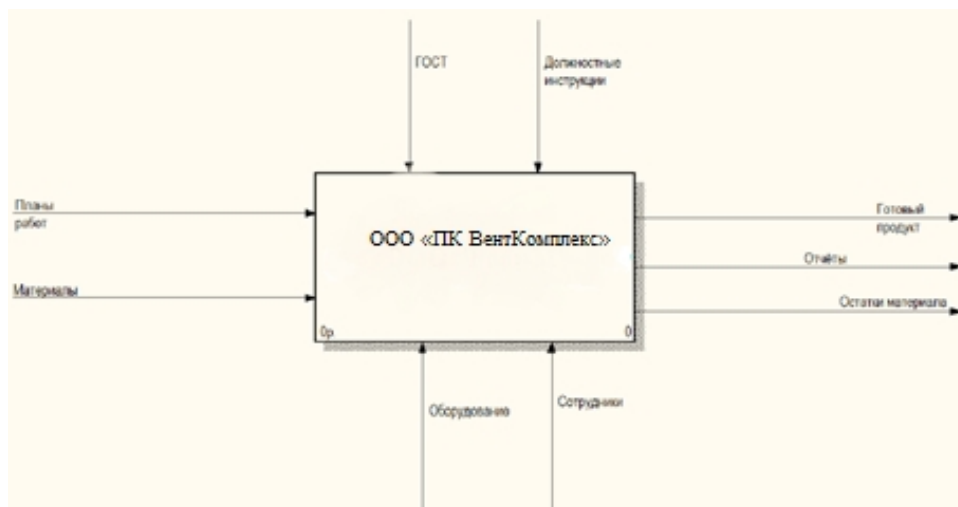 ГОСТ
Должностные
инструкции
Планы
работ
ООО «ПК ВентКомплекс»
Готовый
продукт
Отчёты
Материалы
Остатки материала
0р
0
Оборудование
Сотрудники